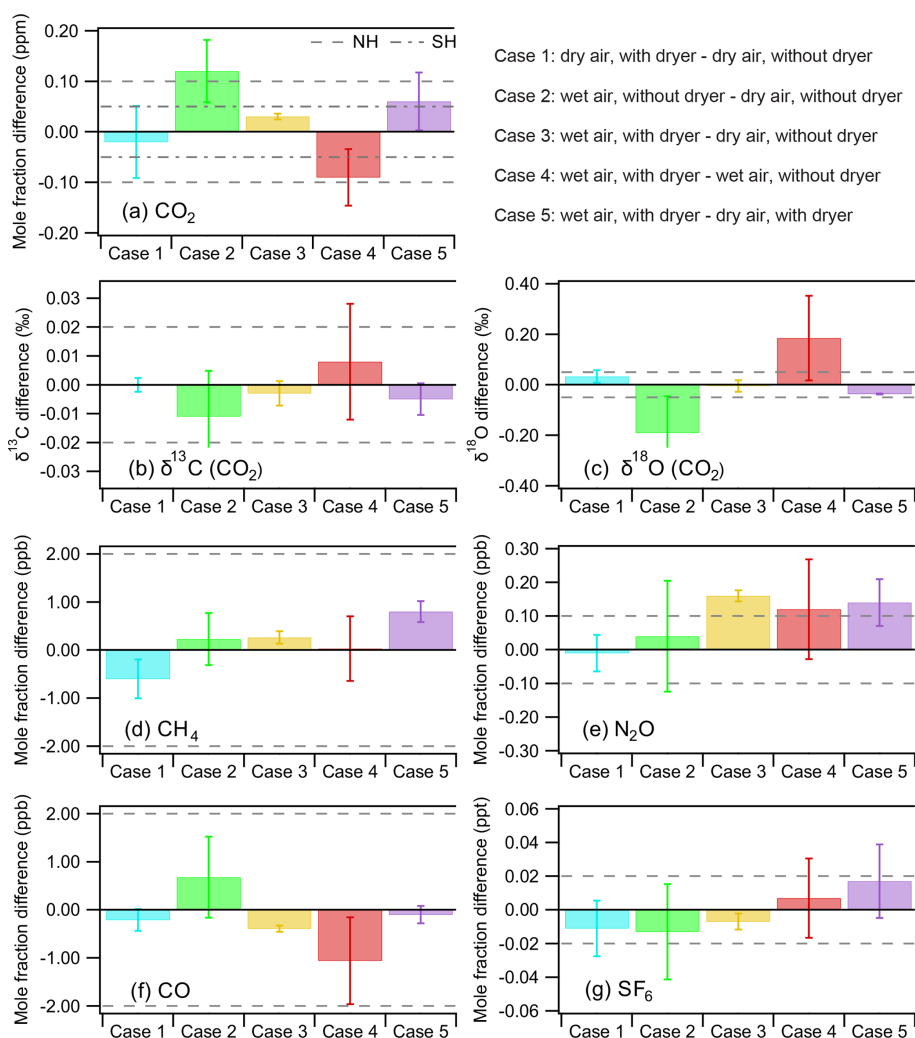 Mole fraction difference (ppm)
0.20
0.10
0.00
-0.10
-0.20
NH SH
(a) CO2
Case 1 Case 2 Case 3 Case 4 Case 5
Case 1: dry air, with dryer - dry air, without dryer
Case 2: wet air, without dryer - dry air, without dryer
Case 3: wet air, with dryer - dry air, without dryer
Case 4: wet air, with dryer - wet air, without dryer
Case 5: wet air, with dryer - dry air, with dryer
δ13C difference (‰)
0.03
0.02
0.01
0.00
-0.01
-0.02
-0.03
(b) δ13C (CO2)
Case 1 Case 2 Case 3 Case 4 Case 5
δ18O difference (‰)
0.40
0.20
0.00
-0.20
-0.40
(c) δ18O (CO2)
Case 1 Case 2 Case 3 Case 4 Case 5
Mole fraction difference (ppb)
2.00
1.00
0.00
-1.00
-2.00
(d) CH4
Case 1 Case 2 Case 3 Case 4 Case 5
Mole fraction difference (ppb)
0.30
0.20
0.10
0.00
-0.10
-0.20
-0.30
(e) N2O
Case 1 Case 2 Case 3 Case 4 Case 5
Mole fraction difference (ppb)
2.00
1.00
0.00
-1.00
-2.00
(f) CO
Case 1 Case 2 Case 3 Case 4 Case 5
Mole fraction difference (ppt)
0.06
0.04
0.02
0.00
-0.02
-0.04
-0.06
(g) SF6
Case 1 Case 2 Case 3 Case 4 Case 5